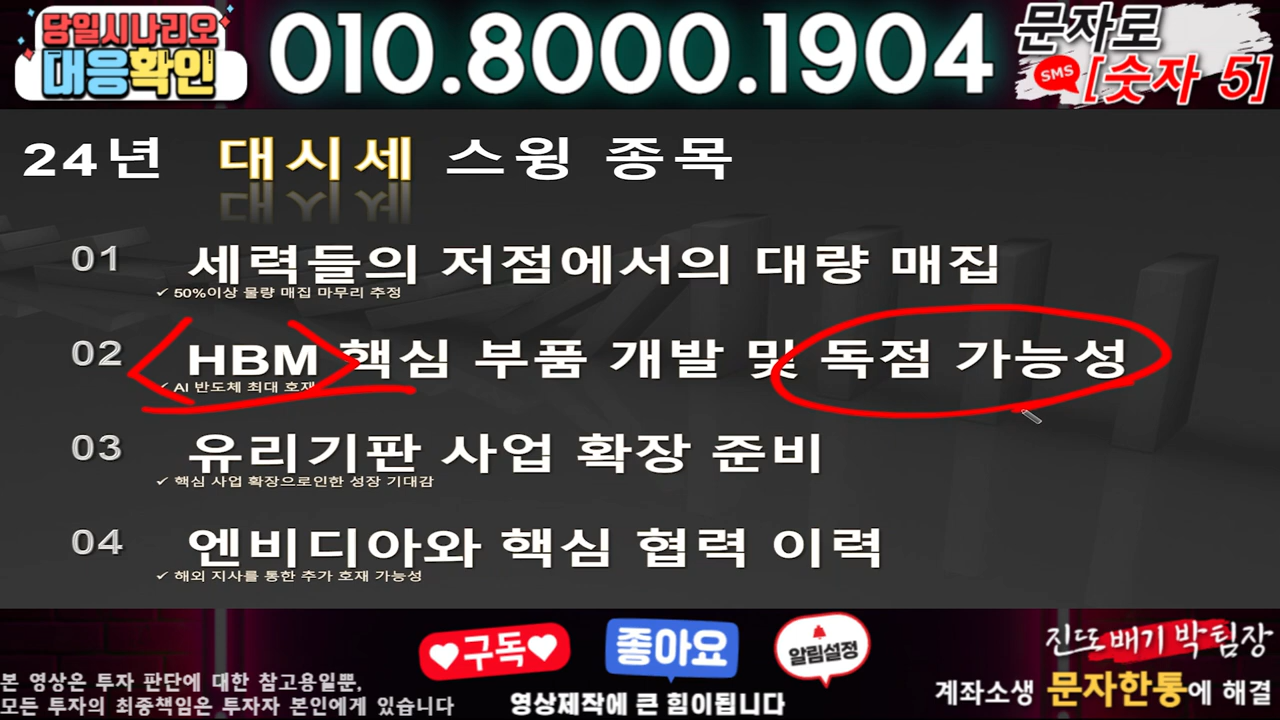 당일시나리오
대응확인
010.8000.1904
문자로
SMS [숫자 5]
24년 대시세 스윙 종목
01 세력들의 저점에서의 대량 매집
✓ 50%이상 물량 매집 마무리 추정
02 HBM 핵심 부품 개발 및 독점 가능성
✓ AI 반도체 최대 호재
03 유리기판 사업 확장 준비
✓ 핵심 사업 확장으로인한 성장 기대감
04 엔비디아와 핵심 협력 이력
✓ 해외 지사를 통한 추가 호재 가능성
구독
좋아요
알림설정
영상제작에 큰 힘이됩니다
본 영상은 투자 판단에 대한 참고용일뿐,
모든 투자의 최종책임은 투자자 본인에게 있습니다
진또배기 박팀장
계좌소생 문자한통에 해결